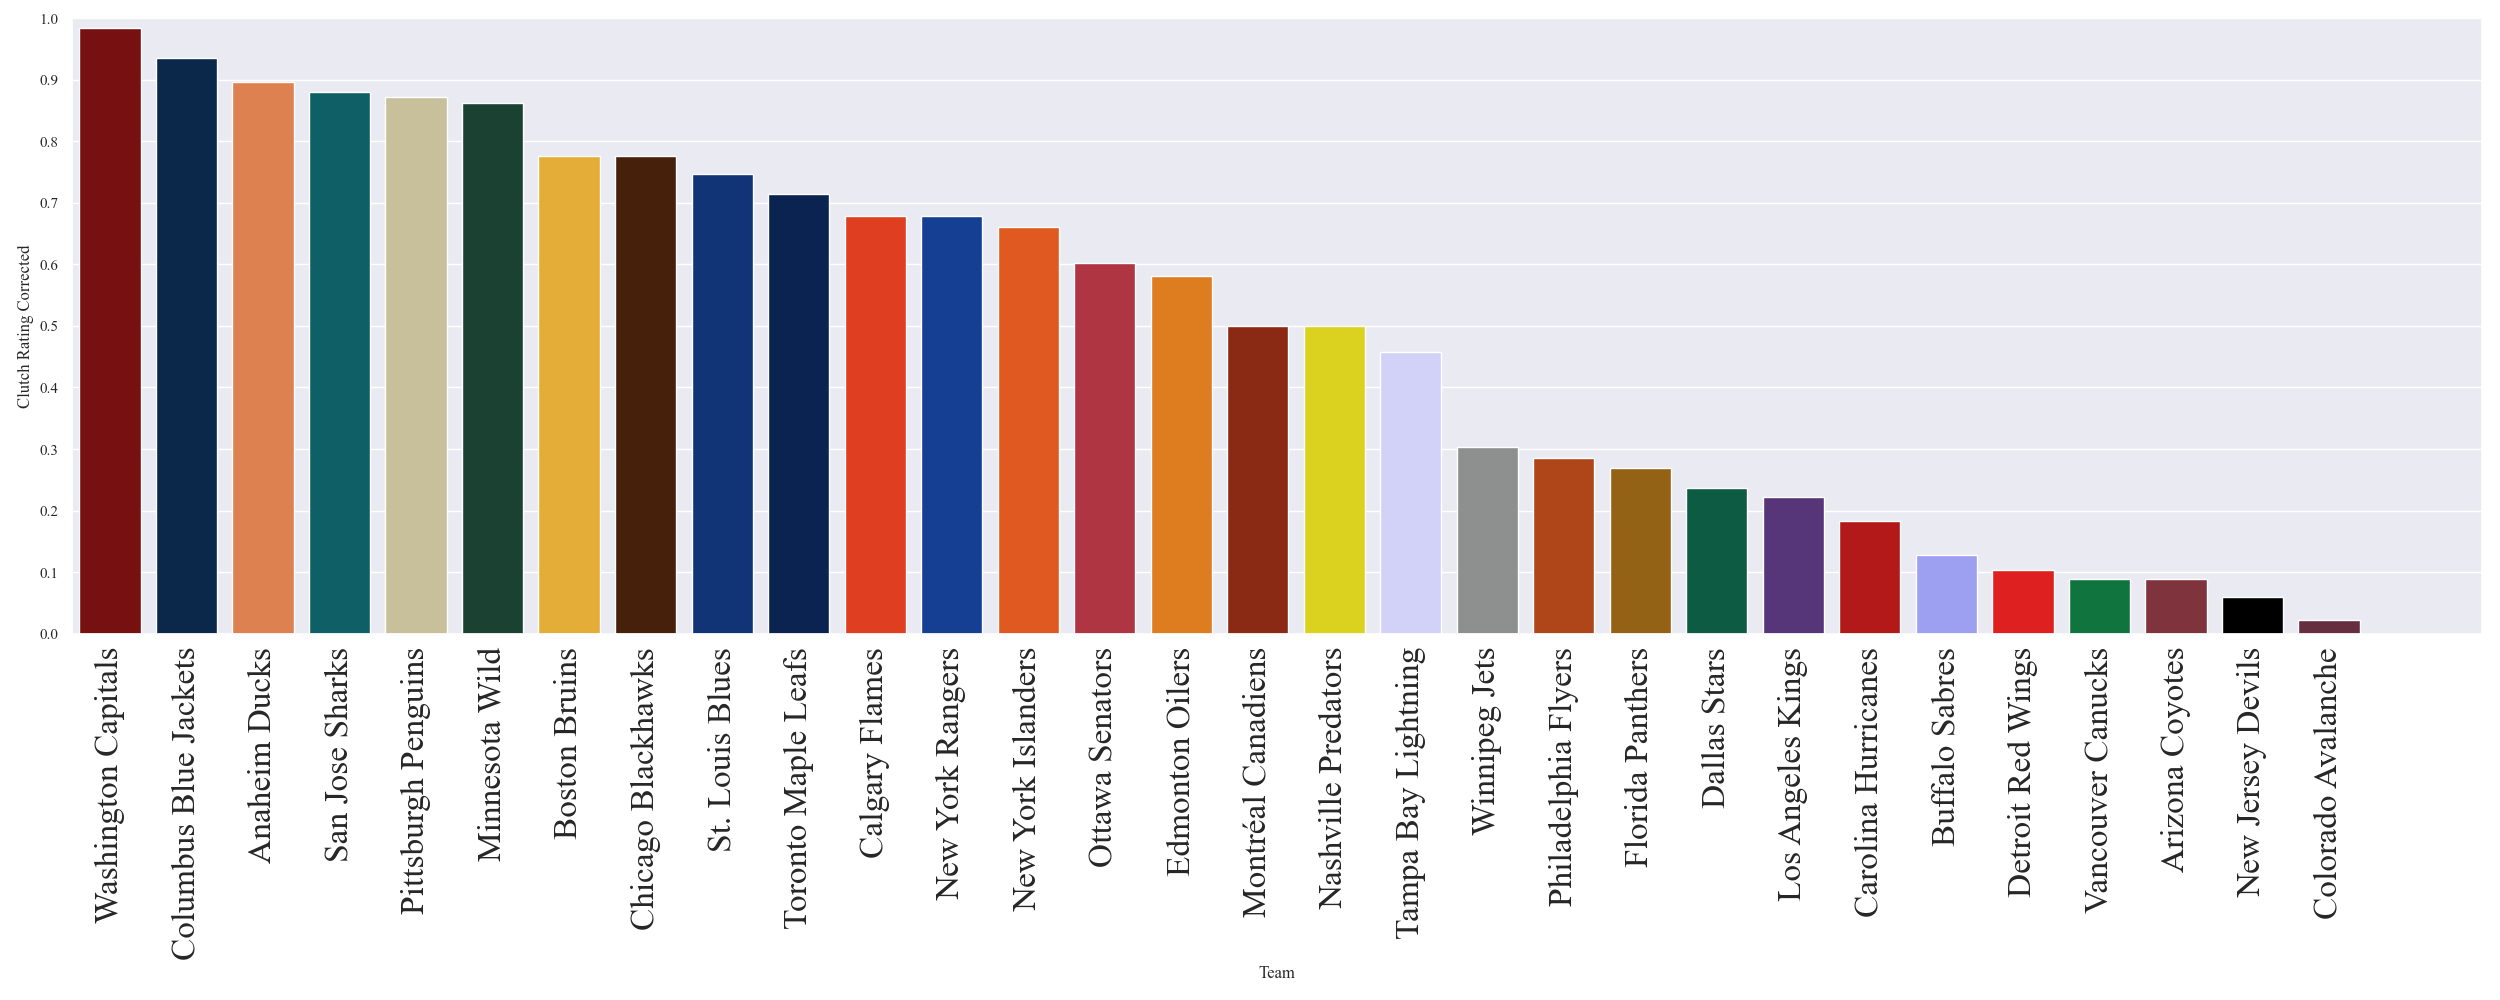 1.0
0.9
0.8
0.7
0.6
0.5
0.4
0.3
0.2
0.1
0.0
Clutch Rating Corrected
Washington Capitals
Columbus Blue Jackets
Anaheim Ducks
San Jose Sharks
Pittsburgh Penguins
Minnesota Wild
Boston Bruins
Chicago Blackhawks
St. Louis Blues
Toronto Maple Leafs
Calgary Flames
New York Rangers
New York Islanders
Ottawa Senators
Edmonton Oilers
Montréal Canadiens
Nashville Predators
Tampa Bay Lightning
Winnipeg Jets
Philadelphia Flyers
Florida Panthers
Dallas Stars
Los Angeles Kings
Carolina Hurricanes
Buffalo Sabres
Detroit Red Wings
Vancouver Canucks
Arizona Coyotes
New Jersey Devils
Colorado Avalanche
Team